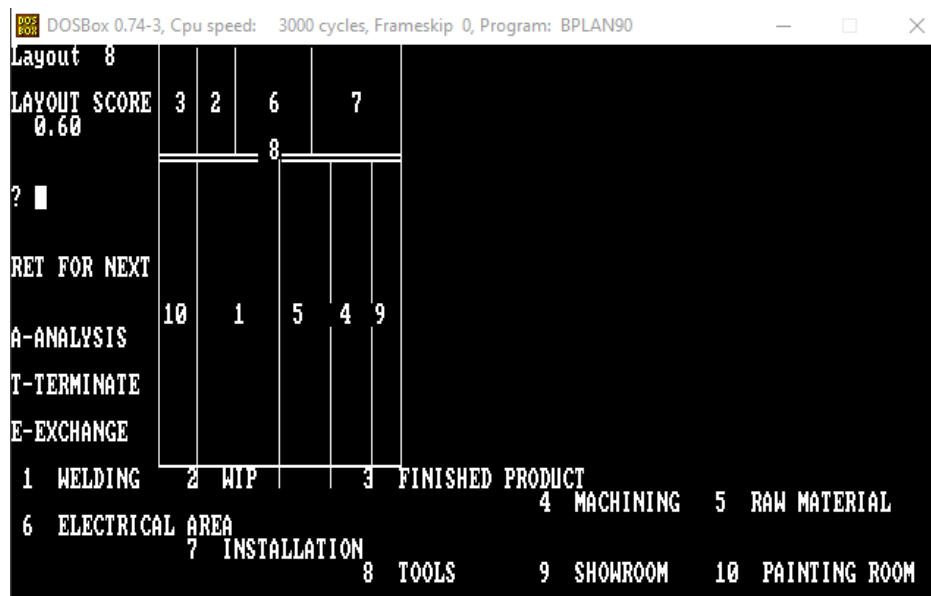 DOSBox 0.74-3, Cpu speed: 3000 cycles, Frameskip 0, Program: BPLAN90
Layout 8
LAYOUT SCORE 3 2 6 7
0.60
8
?
RET FOR NEXT
10 1 5 4 9
A-ANALYSIS
T-TERMINATE
E-EXCHANGE
1 WELDING 2 WIP 3 FINISHED PRODUCT
4 MACHINING 5 RAW MATERIAL
6 ELECTRICAL AREA
7 INSTALLATION
8 TOOLS 9 SHOWROOM 10 PAINTING ROOM